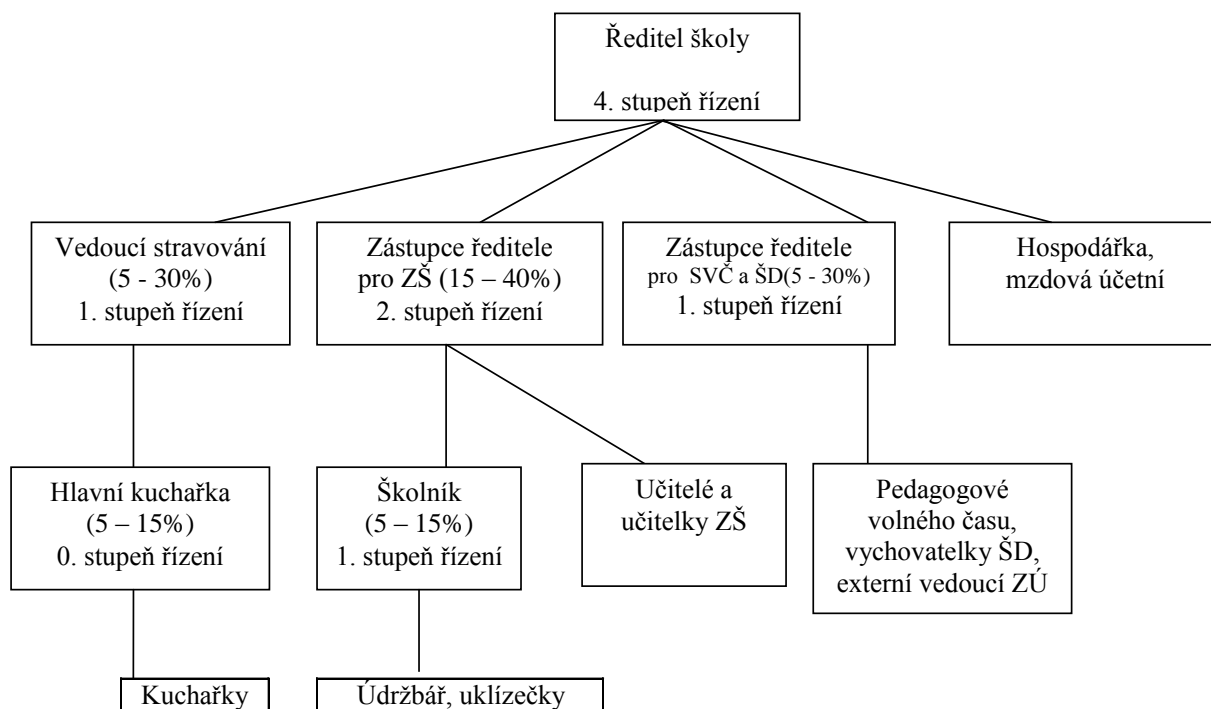 Ředitel školy
4. stupeň řízení
Vedoucí stravování
(5 - 30%)
1. stupeň řízení
Zástupce ředitele
pro ZŠ (15 – 40%)
2. stupeň řízení
Zástupce ředitele
pro SVČ a ŠD(5 - 30%)
1. stupeň řízení
Hospodářka,
mzdová účetní
Hlavní kuchařka
(5 – 15%)
0. stupeň řízení
Školník
(5 – 15%)
1. stupeň řízení
Učitelé a
učitelky ZŠ
Pedagogové
volného času,
vychovatelky ŠD,
externí vedoucí ZÚ
Kuchařky
Údržbář, uklízečky